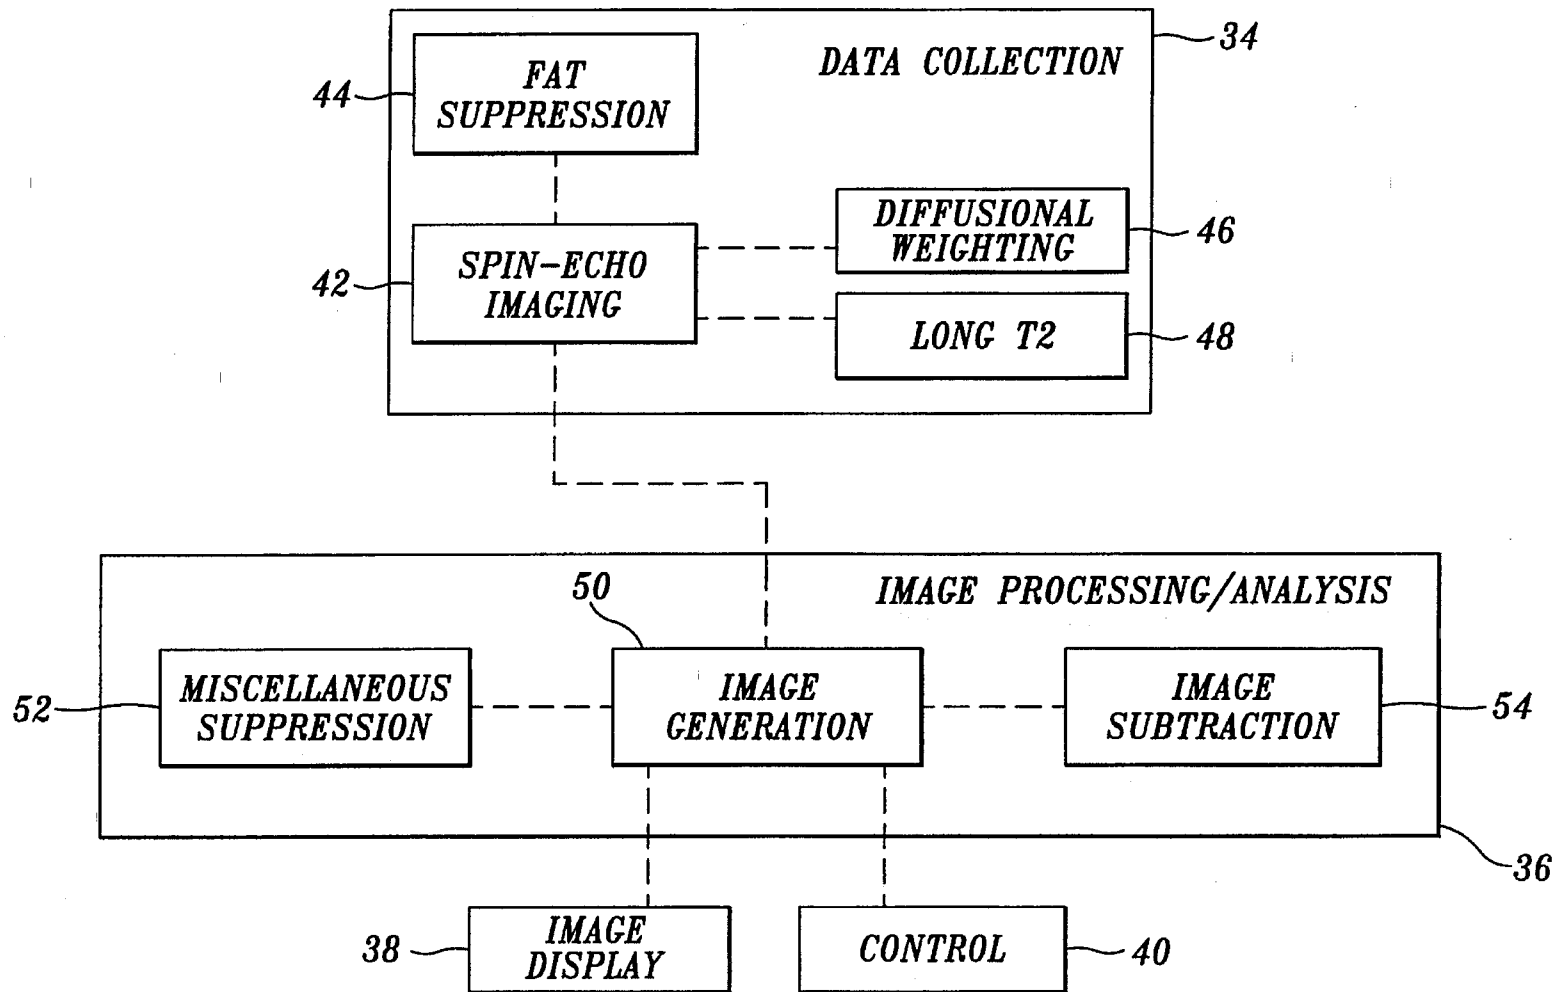 34
DATA COLLECTION
44
FAT
SUPPRESSION
DIFFUSIONAL
WEIGHTING
46
42
SPIN-ECHO
IMAGING
LONG T2
48
50
IMAGE PROCESSING/ANALYSIS
52
MISCELLANEOUS
SUPPRESSION
IMAGE
GENERATION
IMAGE
SUBTRACTION
54
36
38
IMAGE
DISPLAY
CONTROL
40